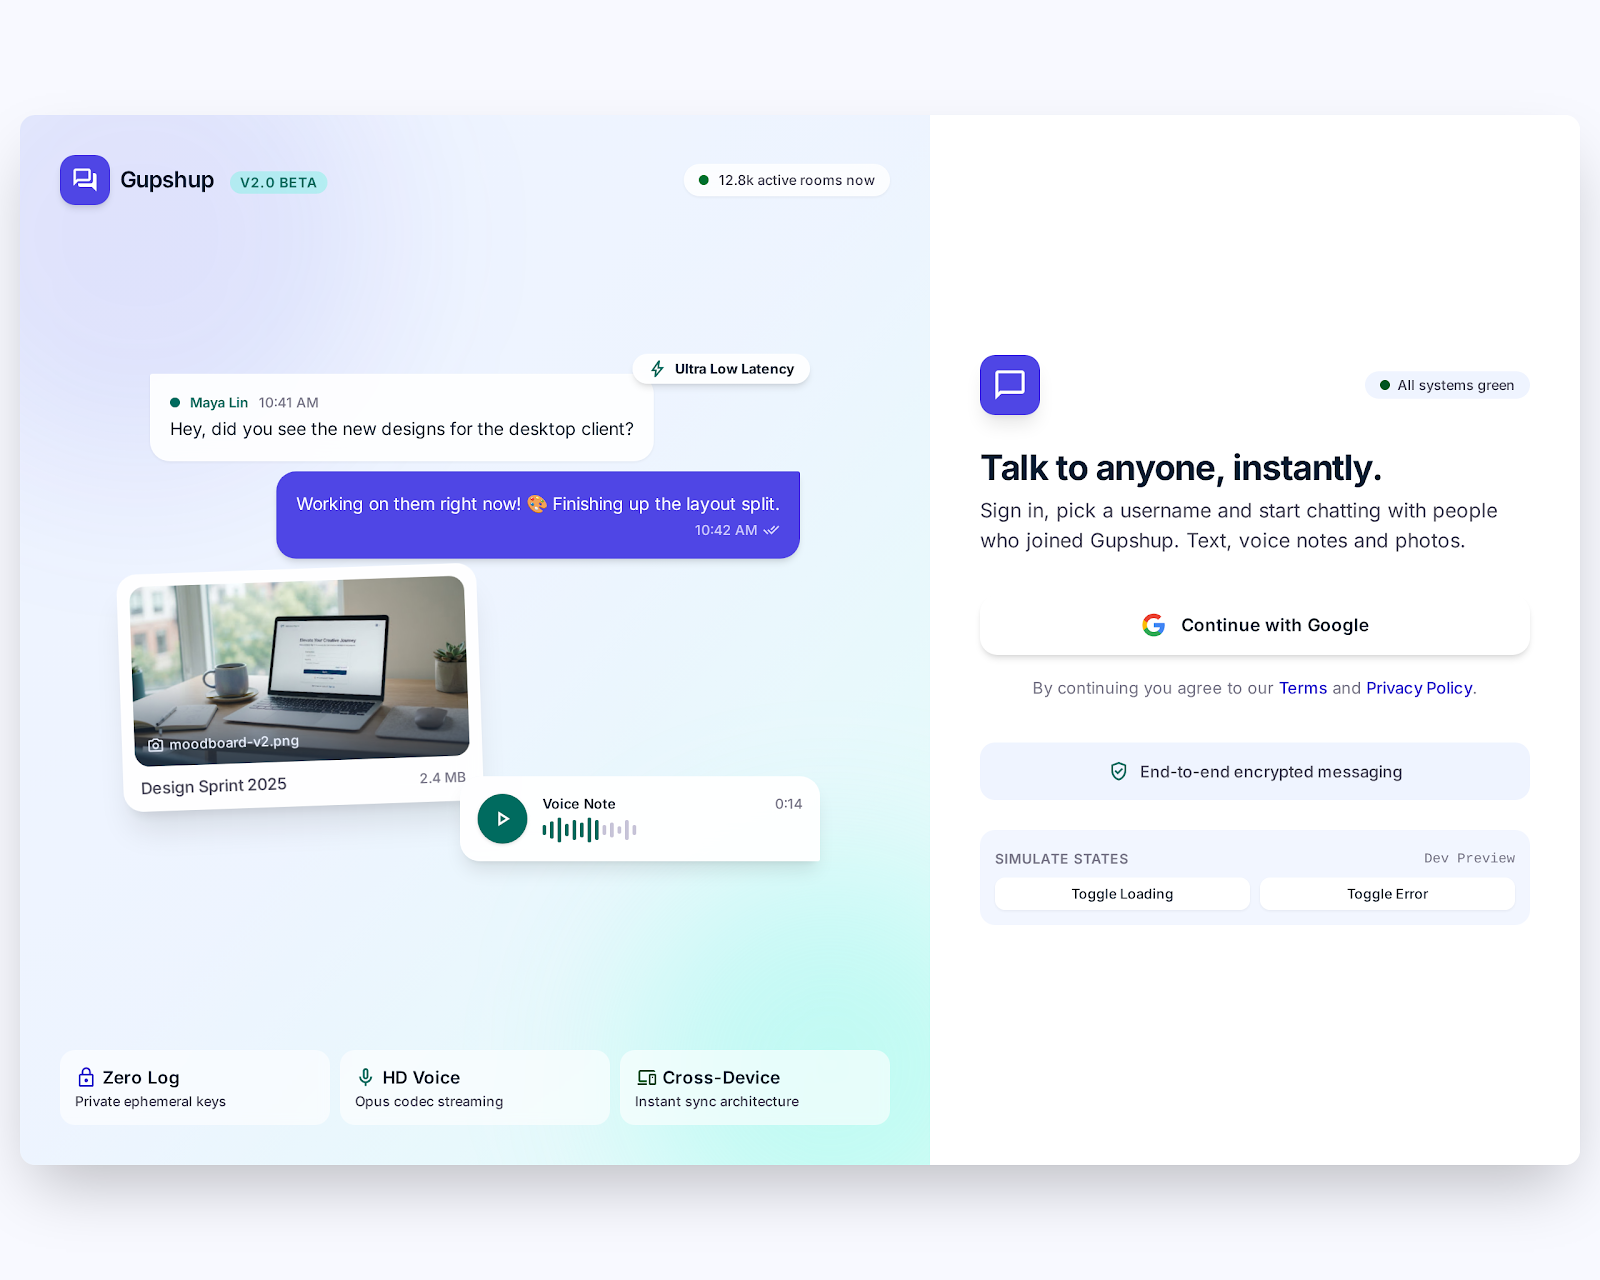 Gupshup
V2.0 BETA
12.8k active rooms now
Ultra Low Latency
Maya Lin 10:41 AM
Hey, did you see the new designs for the desktop client?
Working on them right now! 🎨 Finishing up the layout split.
10:42 AM
moodboard-v2.png
Design Sprint 2025
2.4 MB
Voice Note
0:14
Zero Log
Private ephemeral keys
HD Voice
Opus codec streaming
Cross-Device
Instant sync architecture
All systems green
Talk to anyone, instantly.
Sign in, pick a username and start chatting with people
who joined Gupshup. Text, voice notes and photos.
Continue with Google
By continuing you agree to our Terms and Privacy Policy.
End-to-end encrypted messaging
SIMULATE STATES
Dev Preview
Toggle Loading
Toggle Error